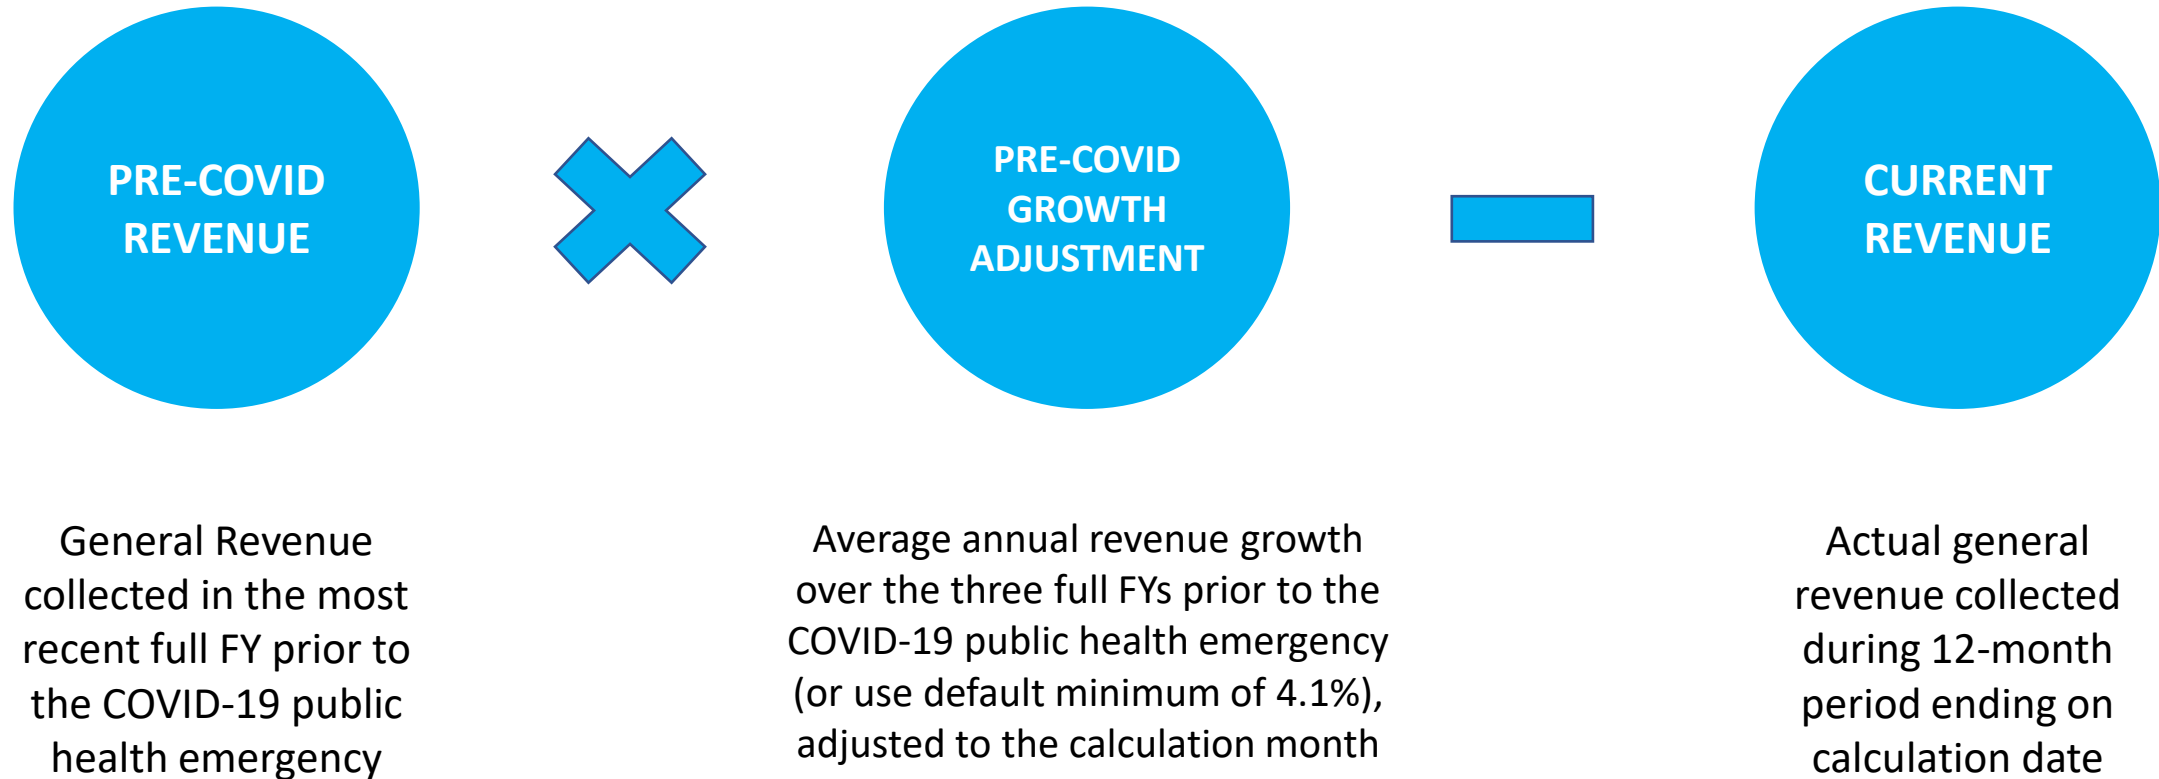 PRE-COVID
REVENUE
PRE-COVID
GROWTH
ADJUSTMENT
CURRENT
REVENUE
General Revenue
collected in the most
recent full FY prior to
the COVID-19 public
health emergency
Average annual revenue growth
over the three full FYs prior to the
COVID-19 public health emergency
(or use default minimum of 4.1%),
adjusted to the calculation month
Actual general
revenue collected
during 12-month
period ending on
calculation date